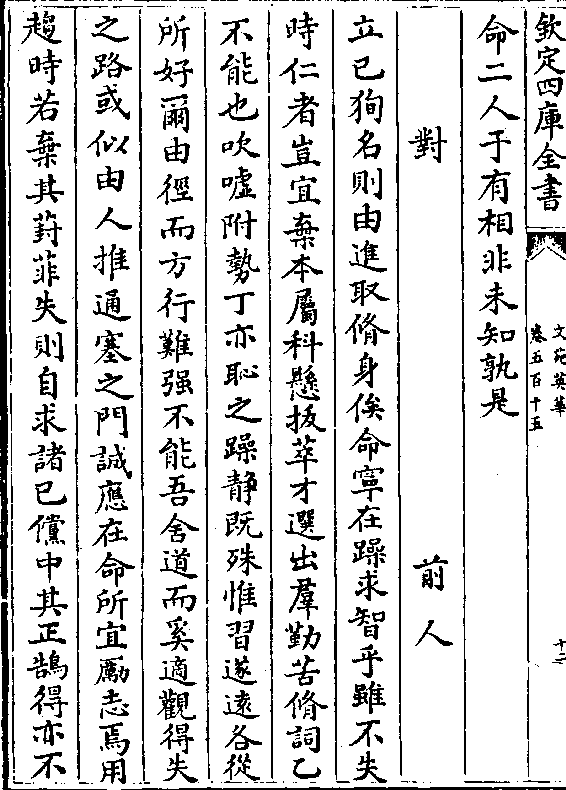 欽定四庫全書
文苑英華
卷五百十五
十二
命二人于有相非未知孰是
對 前人
立已狥名則由進取脩身俟命寧在躁求智乎雖不失
時仁者豈宜棄本屬科懸拔萃才選出羣勤苦脩詞乙
不能也吹噓附勢丁亦恥之躁静既殊惟習遂逺各從
所好爾由徑而方行難强不能吾舍道而奚適觀得失
之路或似由人推通塞之門誠應在命所宜勵志焉用
趨時若棄其葑菲失則自求諸已儻中其正鵠得亦不